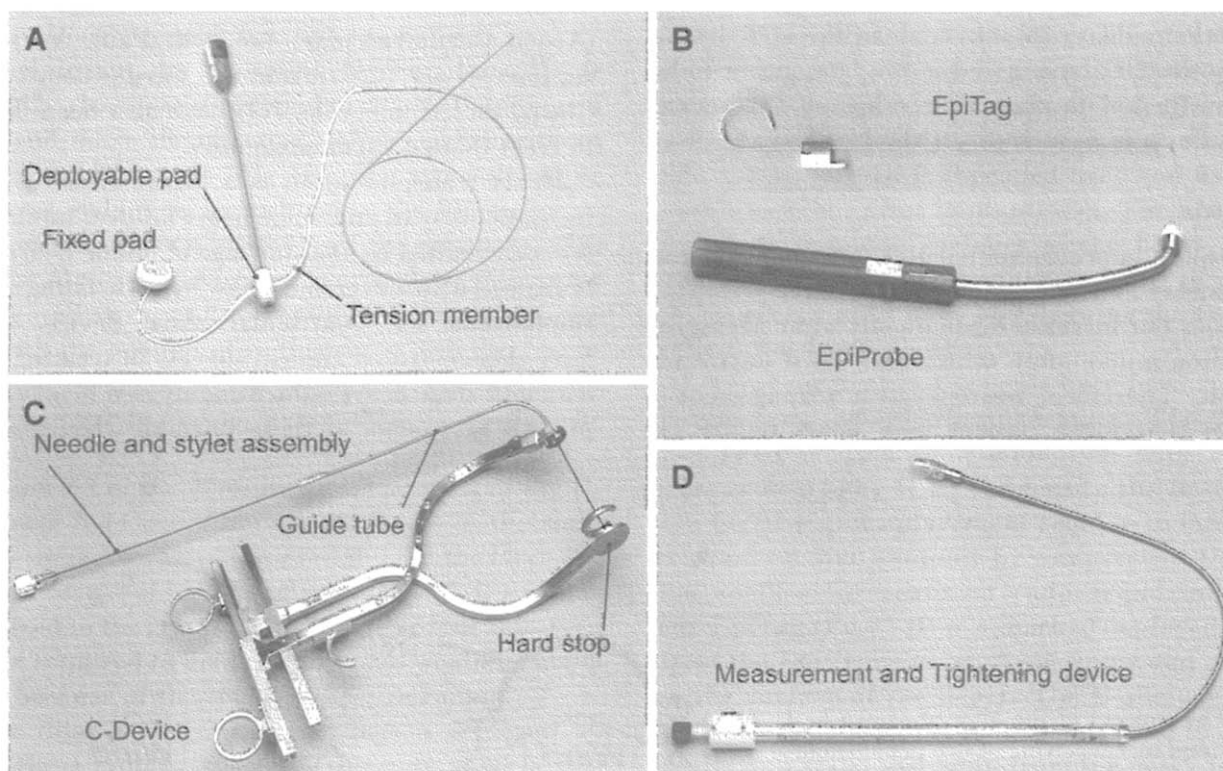 A
Deployable pad
Fixed pad
Tension member
B
EpiTag
EpiProbe
C
Needle and stylet assembly
Guide tube
Hard stop
C-Device
D
Measurement and Tightening device